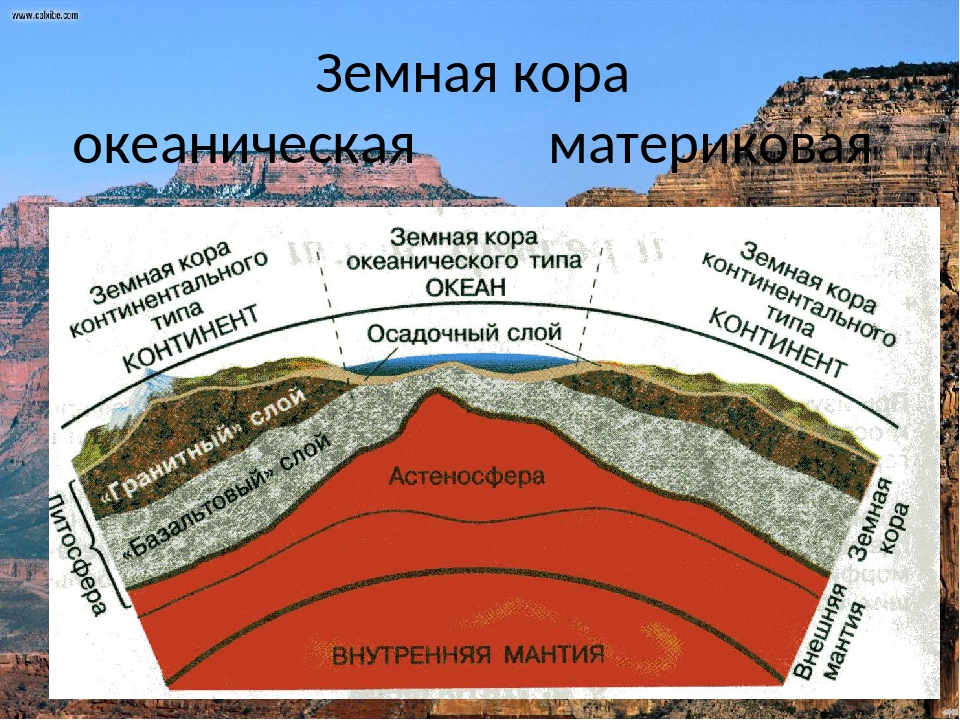 www.calxibe.com
Земная кора
океаническая материковая
Земная кора
континентального
типа
КОНТИНЕНТ
Земная кора
океанического типа
ОКЕАН
Земная кора
континентального
типа
КОНТИНЕНТ
Осадочный слой
«Гранитный» слой
«Базальтовый» слой
Астеносфера
Литосфера
Земная
кора
Внешняя
мантия
ВНУТРЕННЯЯ МАНТИЯ